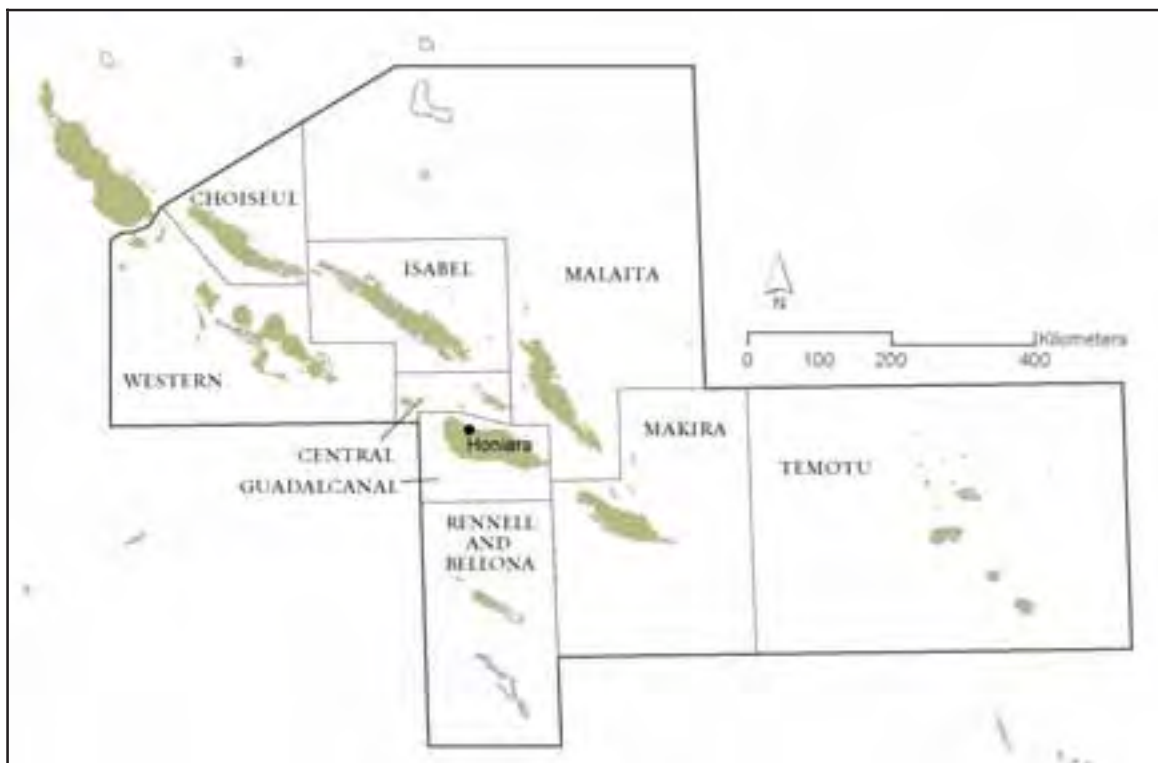 CHOISEUL
ISABEL
MALAITA
N
Kilometers
0 100 200 400
WESTERN
MAKIRA
Honiara
CENTRAL
TEMOTU
GUADALCANAL
RENNELL
AND
BELLONA